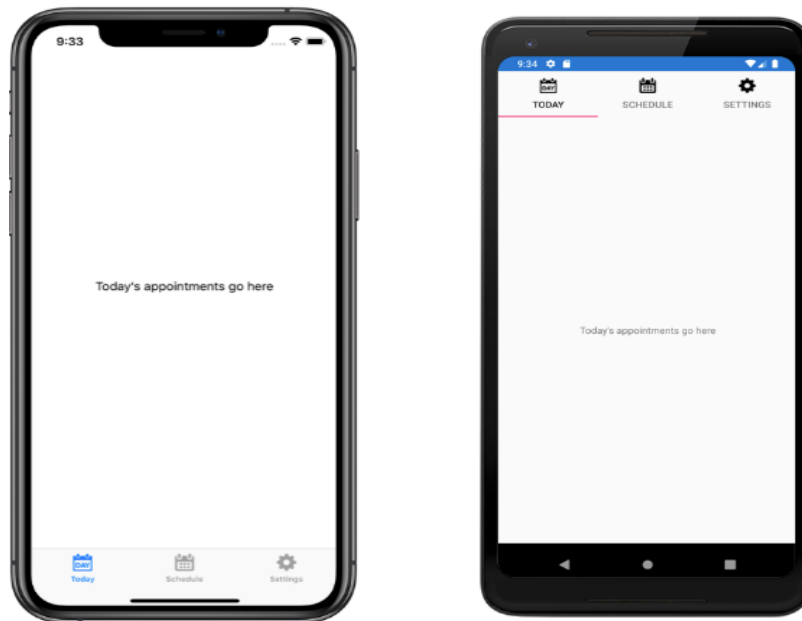 9:33
Today's appointments go here
DAY
Today
Schedule
Settings
9:34
DAY
TODAY
SCHEDULE
SETTINGS
Today's appointments go here